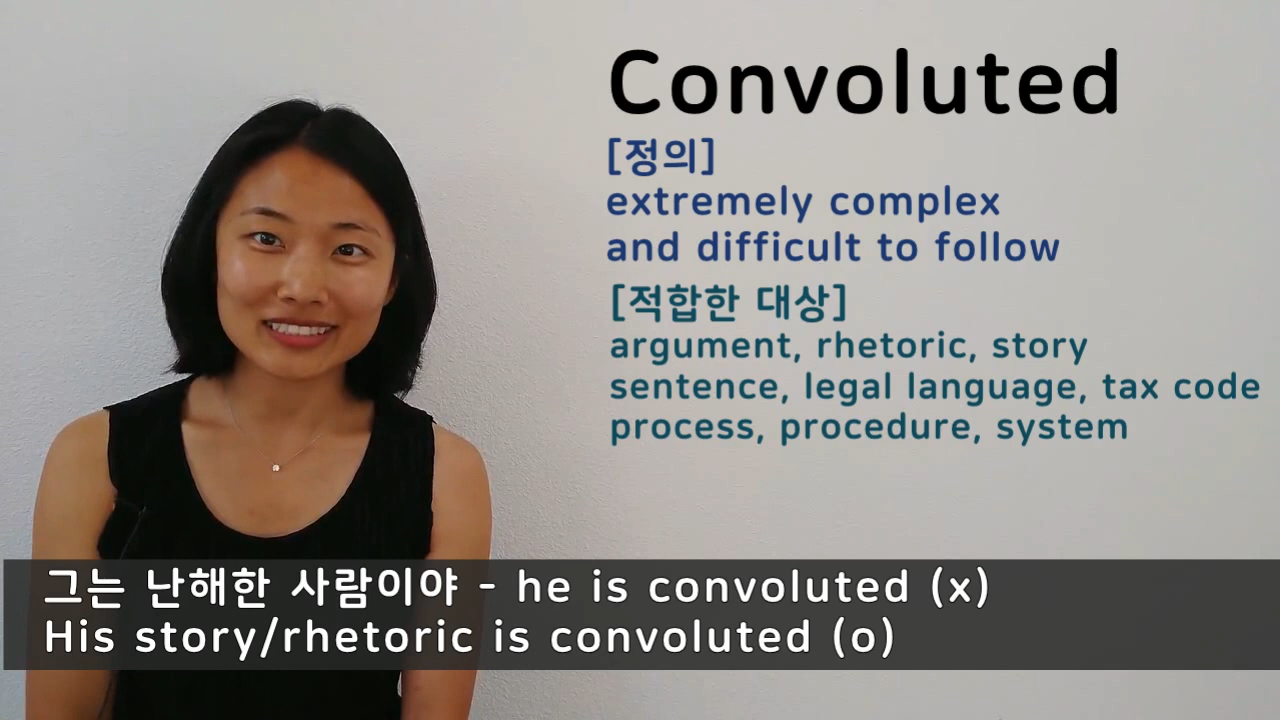 Convoluted
[정의]
extremely complex
and difficult to follow
[적합한 대상]
argument, rhetoric, story
sentence, legal language, tax code
process, procedure, system
그는 난해한 사람이야 - he is convoluted (x)
His story/rhetoric is convoluted (o)